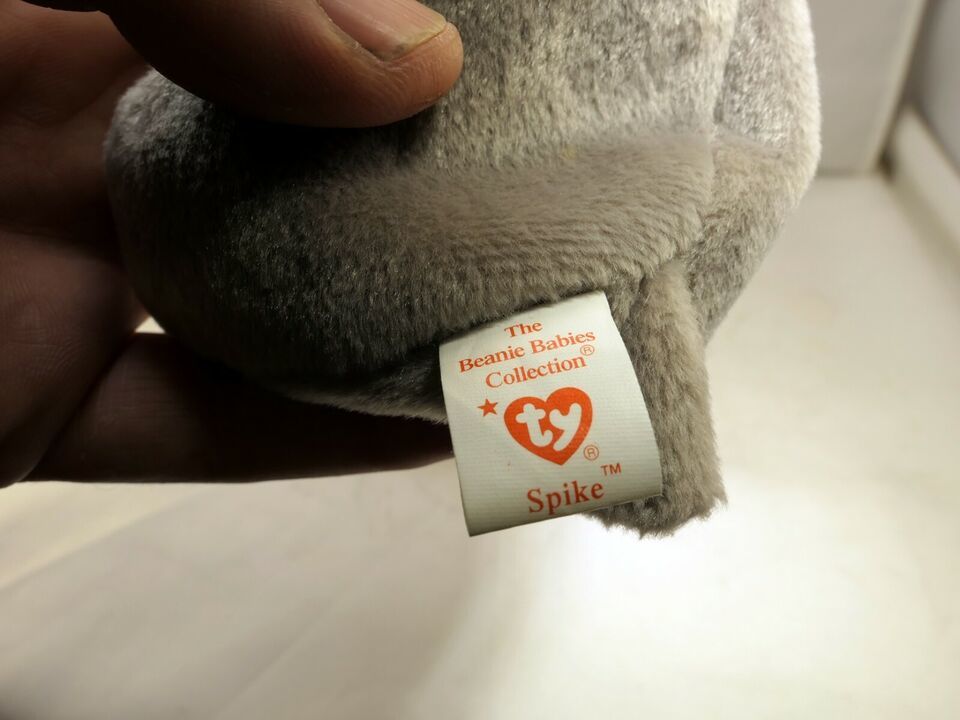 The
Beanie Babies
Collection®
ty®
Spike™